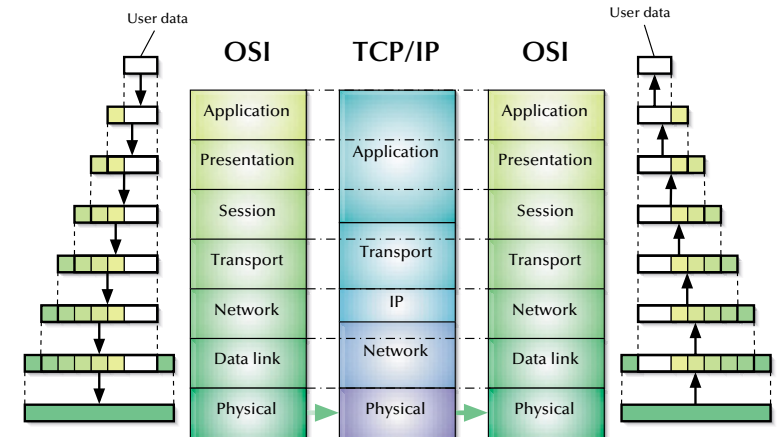 User data
User data
OSI
TCP/IP
OSI
Application
Presentation
Session
Transport
Network
Data link
Physical
Application
Transport
IP
Network
Physical
Application
Presentation
Session
Transport
Network
Data link
Physical